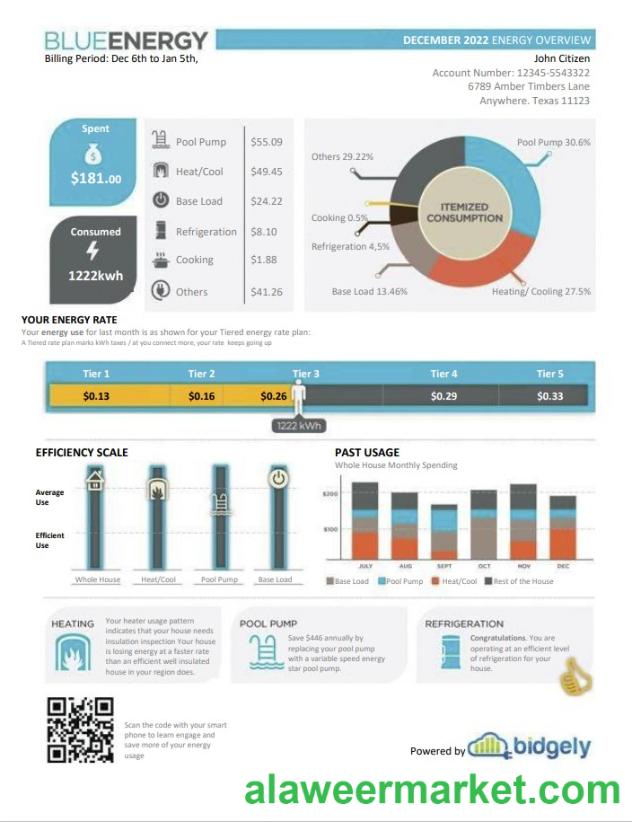 BLUEENERGY
DECEMBER 2022 ENERGY OVERVIEW
Billing Period: Dec 6th to Jan 5th,
John Citizen
Account Number: 12345-5543322
6789 Amber Timbers Lane
Anywhere. Texas 11123
Spent
$
$181.00
Consumed
1222kwh
Pool Pump $55.09
Heat/Cool $49.45
Base Load $24.22
Refrigeration $8.10
Cooking $1.88
Others $41.26
Pool Pump 30.6%
Others 29.22%
ITEMIZED
CONSUMPTION
Cooking 0.5%
Refrigeration 4,5%
Base Load 13.46%
Heating/ Cooling 27.5%
YOUR ENERGY RATE
Your energy use for last month is as shown for your Tiered energy rate plan:
A Tiered rate plan marks kWh taxes / at you connect more, your rate keeps going up
Tier 1 Tier 2 Tier 3 Tier 4 Tier 5
$0.13 $0.16 $0.26 $0.29 $0.33
1222 kWh
EFFICIENCY SCALE
Average
Use
Efficient
Use
Whole House Heat/Cool Pool Pump Base Load
PAST USAGE
Whole House Monthly Spending
$200
$100
JULY AUG SEPT OCT NOV DEC
Base Load Pool Pump Heat/Cool Rest of the House
HEATING
Your heater usage pattern
indicates that your house needs
insulation inspection Your house
is losing energy at a faster rate
than an efficient well insulated
house in your region does.
POOL PUMP
Save $446 annually by
replacing your pool pump
with a variable speed energy
star pool pump.
REFRIGERATION
Congratulations. You are
operating at an efficient level
of refrigeration for your
house.
Scan the code with your smart
phone to learn engage and
save more of your energy
usage
Powered by bidgely
alaweermarket.com